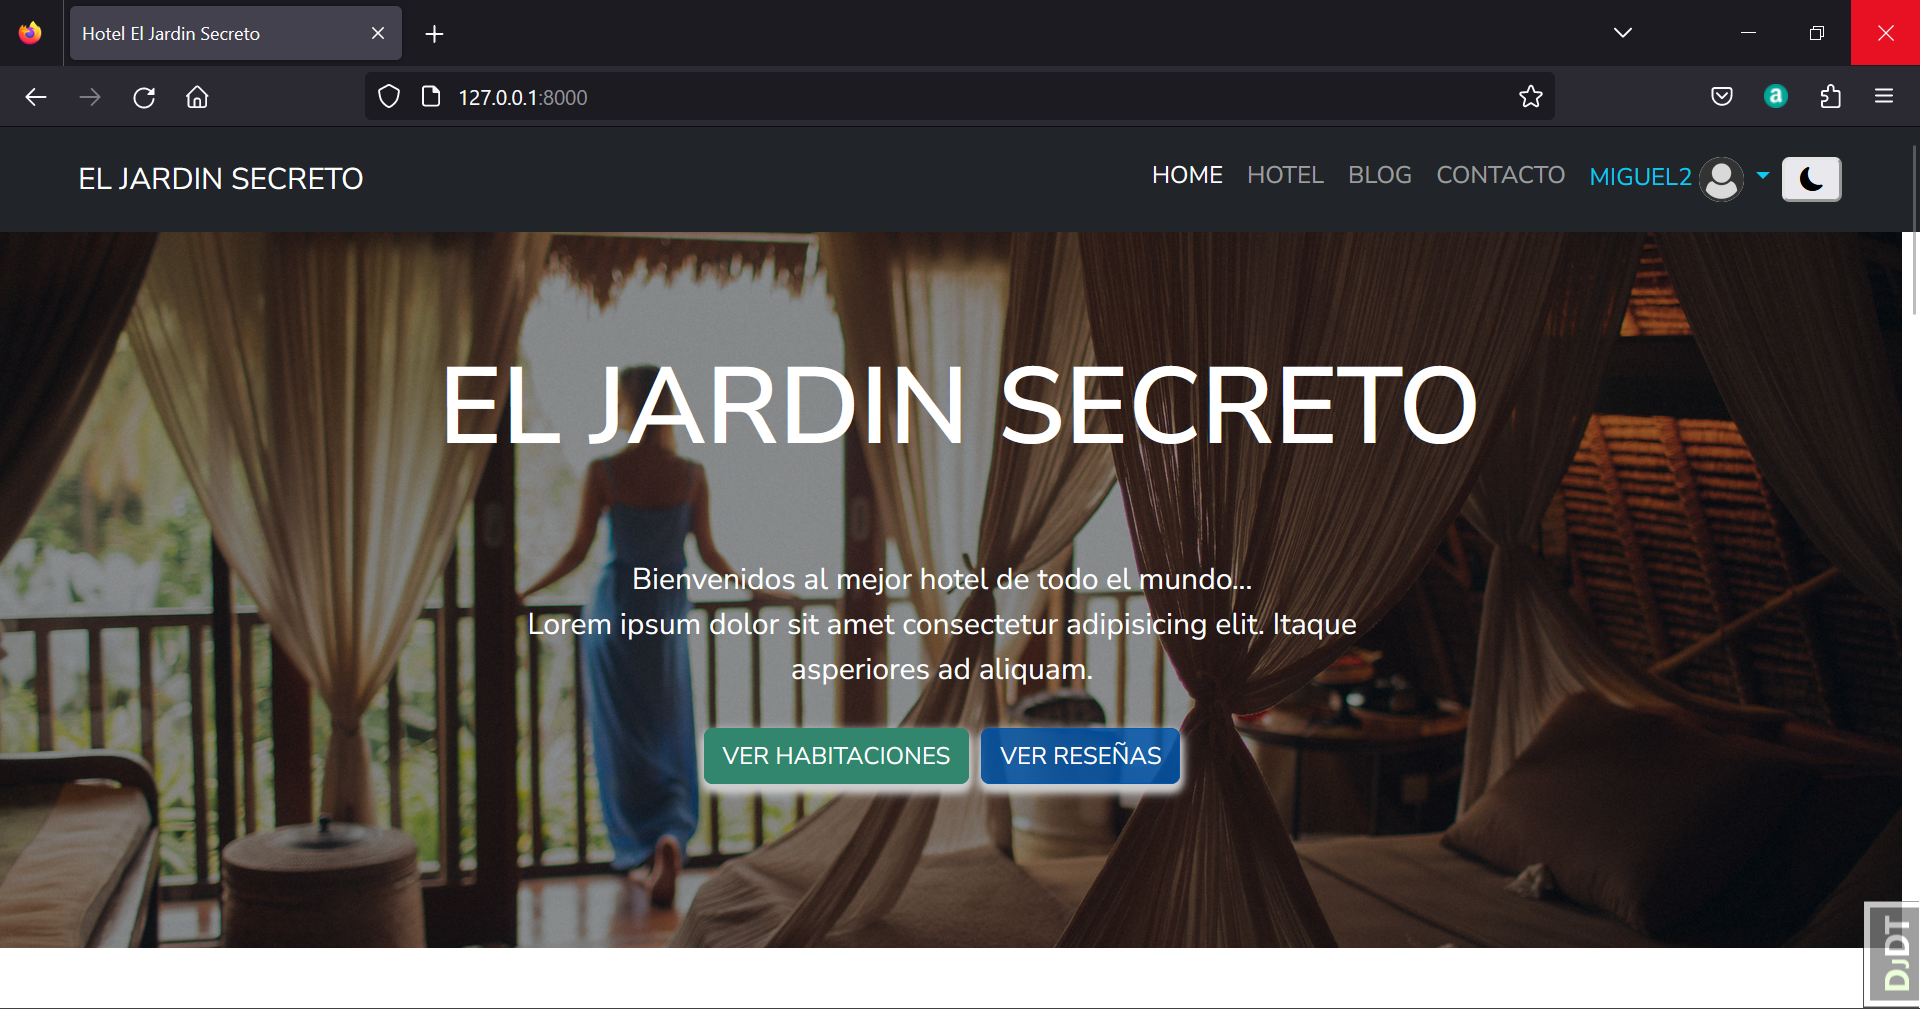 Hotel El Jardin Secreto
127.0.0.1:8000
a
EL JARDIN SECRETO
HOME HOTEL BLOG CONTACTO MIGUEL2
EL JARDIN SECRETO
Bienvenidos al mejor hotel de todo el mundo...
Lorem ipsum dolor sit amet consectetur adipisicing elit. Itaque
asperiores ad aliquam.
VER HABITACIONES VER RESEÑAS
DJDT